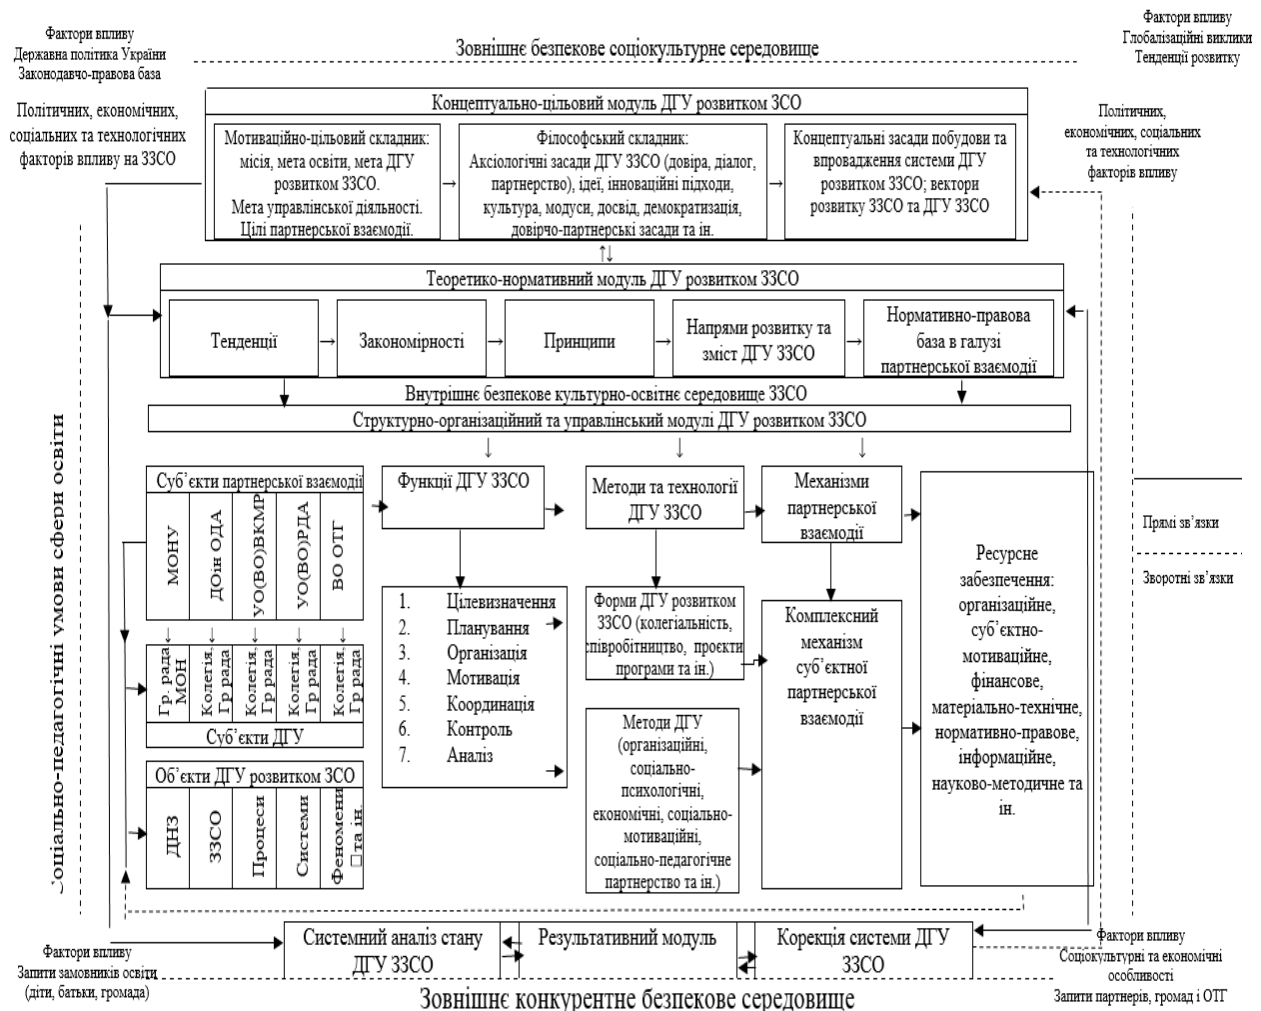 Фактори впливу
Державна політика України
Законодавчо-правова база
Зовнішнє безпекове соціокультурне середовище
Фактори впливу
Глобалізаційні виклики
Тенденції розвитку
Політичних, економічних,
соціальних та технологічних
факторів впливу на ЗЗСО
Політичних,
економічних, соціальних
та технологічних
факторів впливу
Концептуально-цільовий модуль ДГУ розвитком ЗСО
Мотиваційно-цільовий складник:
місія, мета освіти, мета ДГУ
розвитком ЗЗСО.
Мета управлінської діяльності.
Цілі партнерської взаємодії.
Філософський складник:
Аксіологічні засади ДГУ ЗЗСО (довіра, діалог,
партнерство), ідеї, інноваційні підходи,
культура, модуси, досвід, демократизація,
довірчо-партнерські засади та ін.
Концептуальні засади побудови та
впровадження системи ДГУ
розвитком ЗЗСО; вектори
розвитку ЗЗСО та ДГУ ЗЗСО
Теоретико-нормативний модуль ДГУ розвитком ЗЗСО
Тенденції
Закономірності
Принципи
Напрями розвитку та
зміст ДГУ ЗЗСО
Нормативно-правова
база в галузі
партнерської взаємодії
Внутрішнє безпекове культурно-освітнє середовище ЗЗСО
Структурно-організаційний та управлінський модулі ДГУ розвитком ЗЗСО
Соціально-педагогічні умови сфери освіти
Суб’єкти партнерської взаємодії
МОНУ
ДОін ОДА
УО(ВО)ВКМР
УО(ВО)РДА
ВО ОТГ
Гр. рада
МОН
Колегія,
Гр рада
Колегія,
Гр рада
Колегія,
Гр рада
Колегія,
Гр рада
Суб’єкти ДГУ
Об’єкти ДГУ розвитком ЗСО
ДНЗ
ЗЗСО
Процеси
Системи
Феномени
та ін.
Функції ДГУ ЗЗСО
1. Цілевизначення
2. Планування
3. Організація
4. Мотивація
5. Координація
6. Контроль
7. Аналіз
Методи та технології
ДГУ ЗЗСО
Форми ДГУ розвитком
ЗЗСО (колегіальність,
співробітництво, проєкти
програми та ін.)
Методи ДГУ
(організаційні,
соціально-
психологічні,
економічні, соціально-
мотиваційні,
соціально-педагогічне
партнерство та ін.)
Механізми
партнерської
взаємодії
Комплексний
механізм
суб’єктної
партнерської
взаємодії
Ресурсне
забезпечення:
організаційне,
суб’єктно-
мотиваційне,
фінансове,
матеріально-технічне,
нормативно-правове,
інформаційне,
науково-методичне та
ін.
Прямі зв’язки
Зворотні зв’язки
Системний аналіз стану
ДГУ ЗЗСО
Результативний модуль
Корекція системи ДГУ
ЗЗСО
Фактори впливу
Запити замовників освіти
(діти, батьки, громада)
Фактори впливу
Соціокультурні та економічні
особливості
Запити партнерів, громад і ОТГ
Зовнішнє конкурентне безпекове середовище